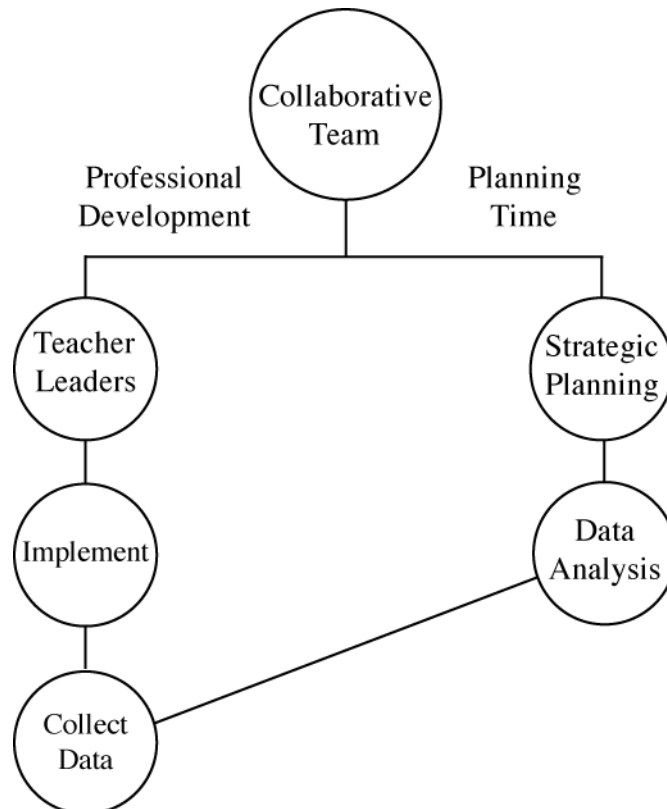 Collaborative
Team
Professional
Development
Planning
Time
Teacher
Leaders
Strategic
Planning
Implement
Data
Analysis
Collect
Data